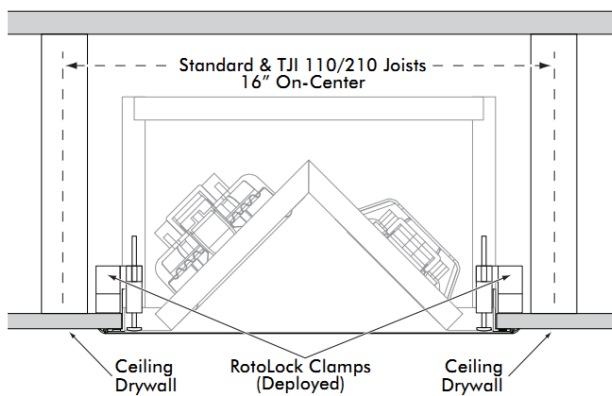 Standard & TJI 110/210 Joists
16” On-Center
Ceiling
Drywall
RotoLock Clamps
(Deployed)
Ceiling
Drywall